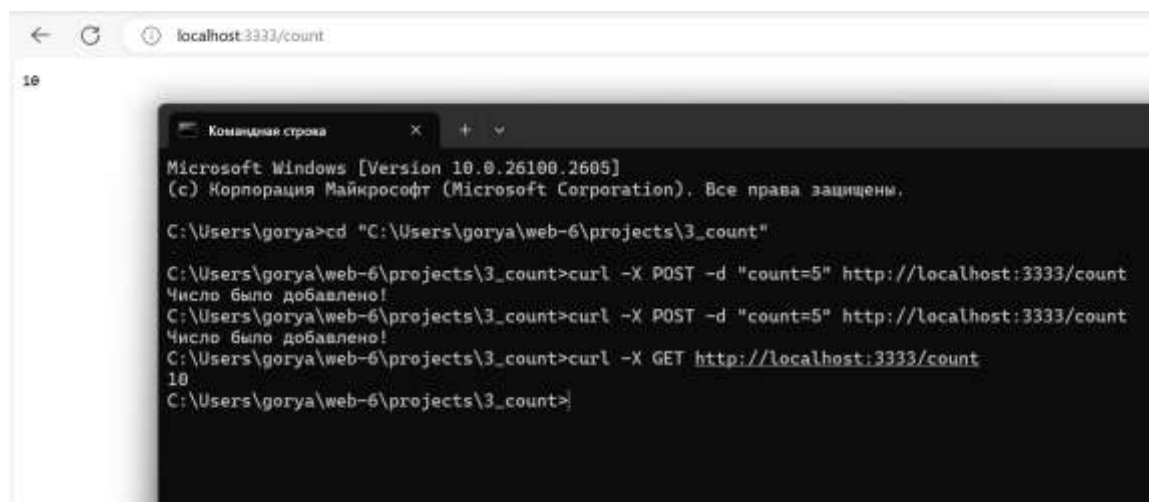 localhost:3333/count
10
Командная строка
Microsoft Windows [Version 10.0.26100.2605]
(c) Корпорация Майкрософт (Microsoft Corporation). Все права защищены.
C:\Users\gorya>cd "C:\Users\gorya\web-6\projects\3_count"
C:\Users\gorya\web-6\projects\3_count>curl -X POST -d "count=5" http://localhost:3333/count
Число было добавлено!
C:\Users\gorya\web-6\projects\3_count>curl -X POST -d "count=5" http://localhost:3333/count
Число было добавлено!
C:\Users\gorya\web-6\projects\3_count>curl -X GET http://localhost:3333/count
10
C:\Users\gorya\web-6\projects\3_count>